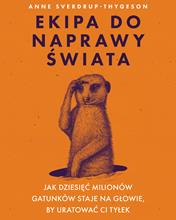 ANNE SVERDRUP-THYGESON
EKIPA DO
NAPRAWY
ŚWIATA
JAK DZIESIĘĆ MILIONÓW
GATUNKÓW STAJE NA GŁOWIE,
BY URATOWAĆ CI TYŁEK